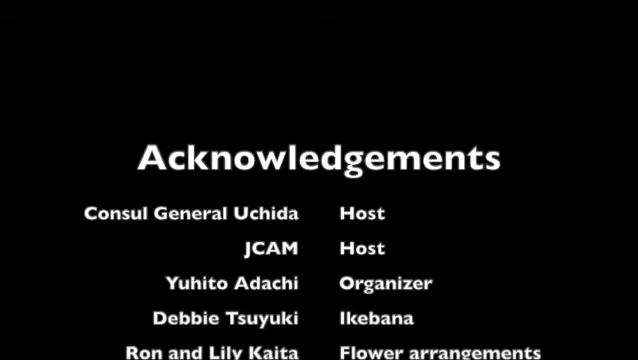 Acknowledgements
Consul General Uchida Host
JCAM Host
Yuhito Adachi Organizer
Debbie Tsuyuki Ikebana
Ron and Lily Kaita Flower arrangements